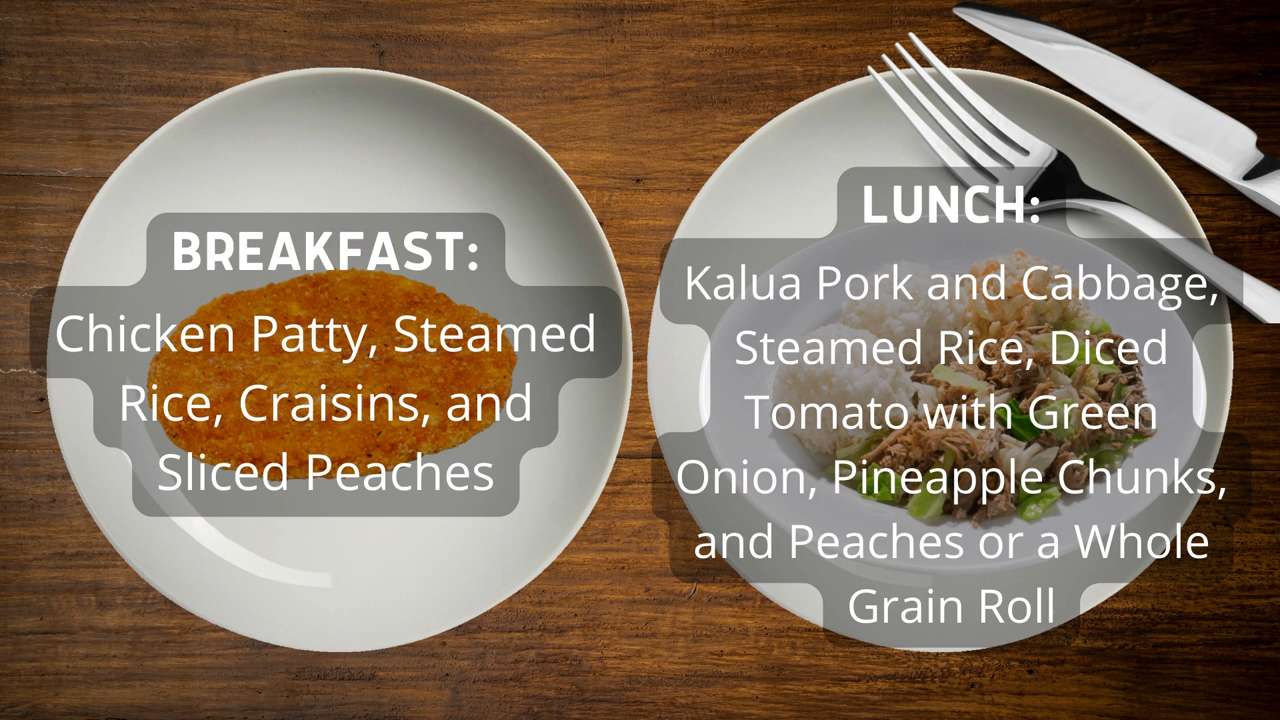 BREAKFAST:
Chicken Patty, Steamed
Rice, Craisins, and
Sliced Peaches
LUNCH:
Kalua Pork and Cabbage,
Steamed Rice, Diced
Tomato with Green
Onion, Pineapple Chunks,
and Peaches or a Whole
Grain Roll